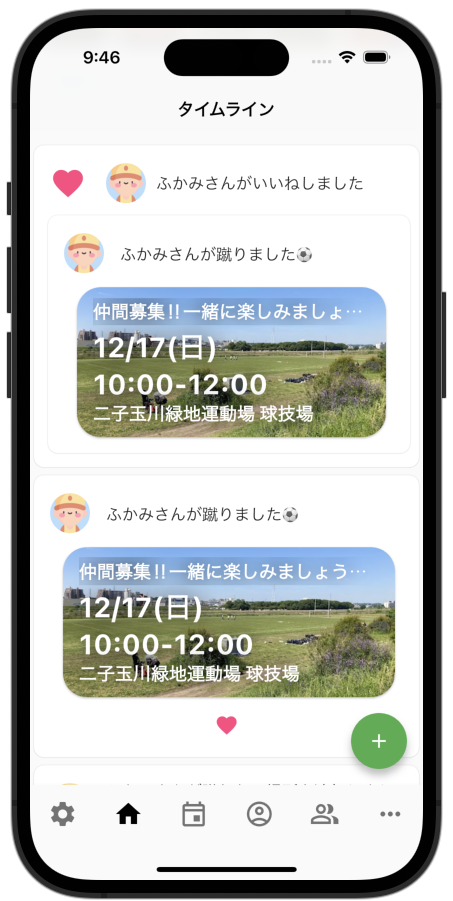 9:46
タイムライン
ふかみさんがいいねしました
ふかみさんが蹴りました⚽
仲間募集‼一緒に楽しみましょ…
12/17(日)
10:00-12:00
二子玉川緑地運動場 球技場
ふかみさんが蹴りました⚽
仲間募集‼一緒に楽しみましょう…
12/17(日)
10:00-12:00
二子玉川緑地運動場 球技場